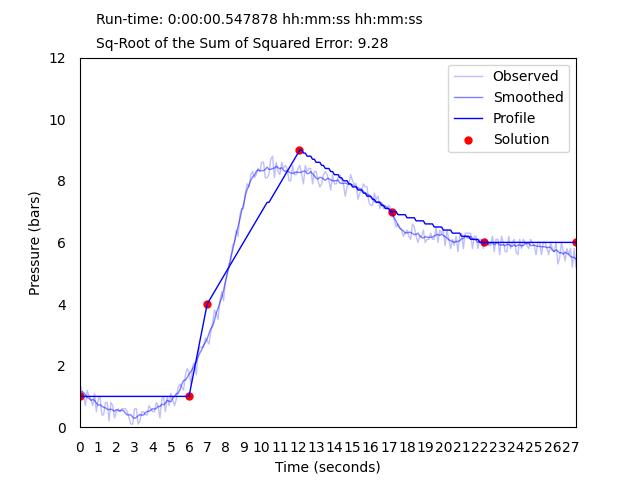 Run-time: 0:00:00.547878 hh:mm:ss hh:mm:ss
Sq-Root of the Sum of Squared Error: 9.28
12
10
8
6
4
2
0
Pressure (bars)
Observed
Smoothed
Profile
Solution
0 1 2 3 4 5 6 7 8 9 10 11 12 13 14 15 16 17 18 19 20 21 22 23 24 25 26 27
Time (seconds)